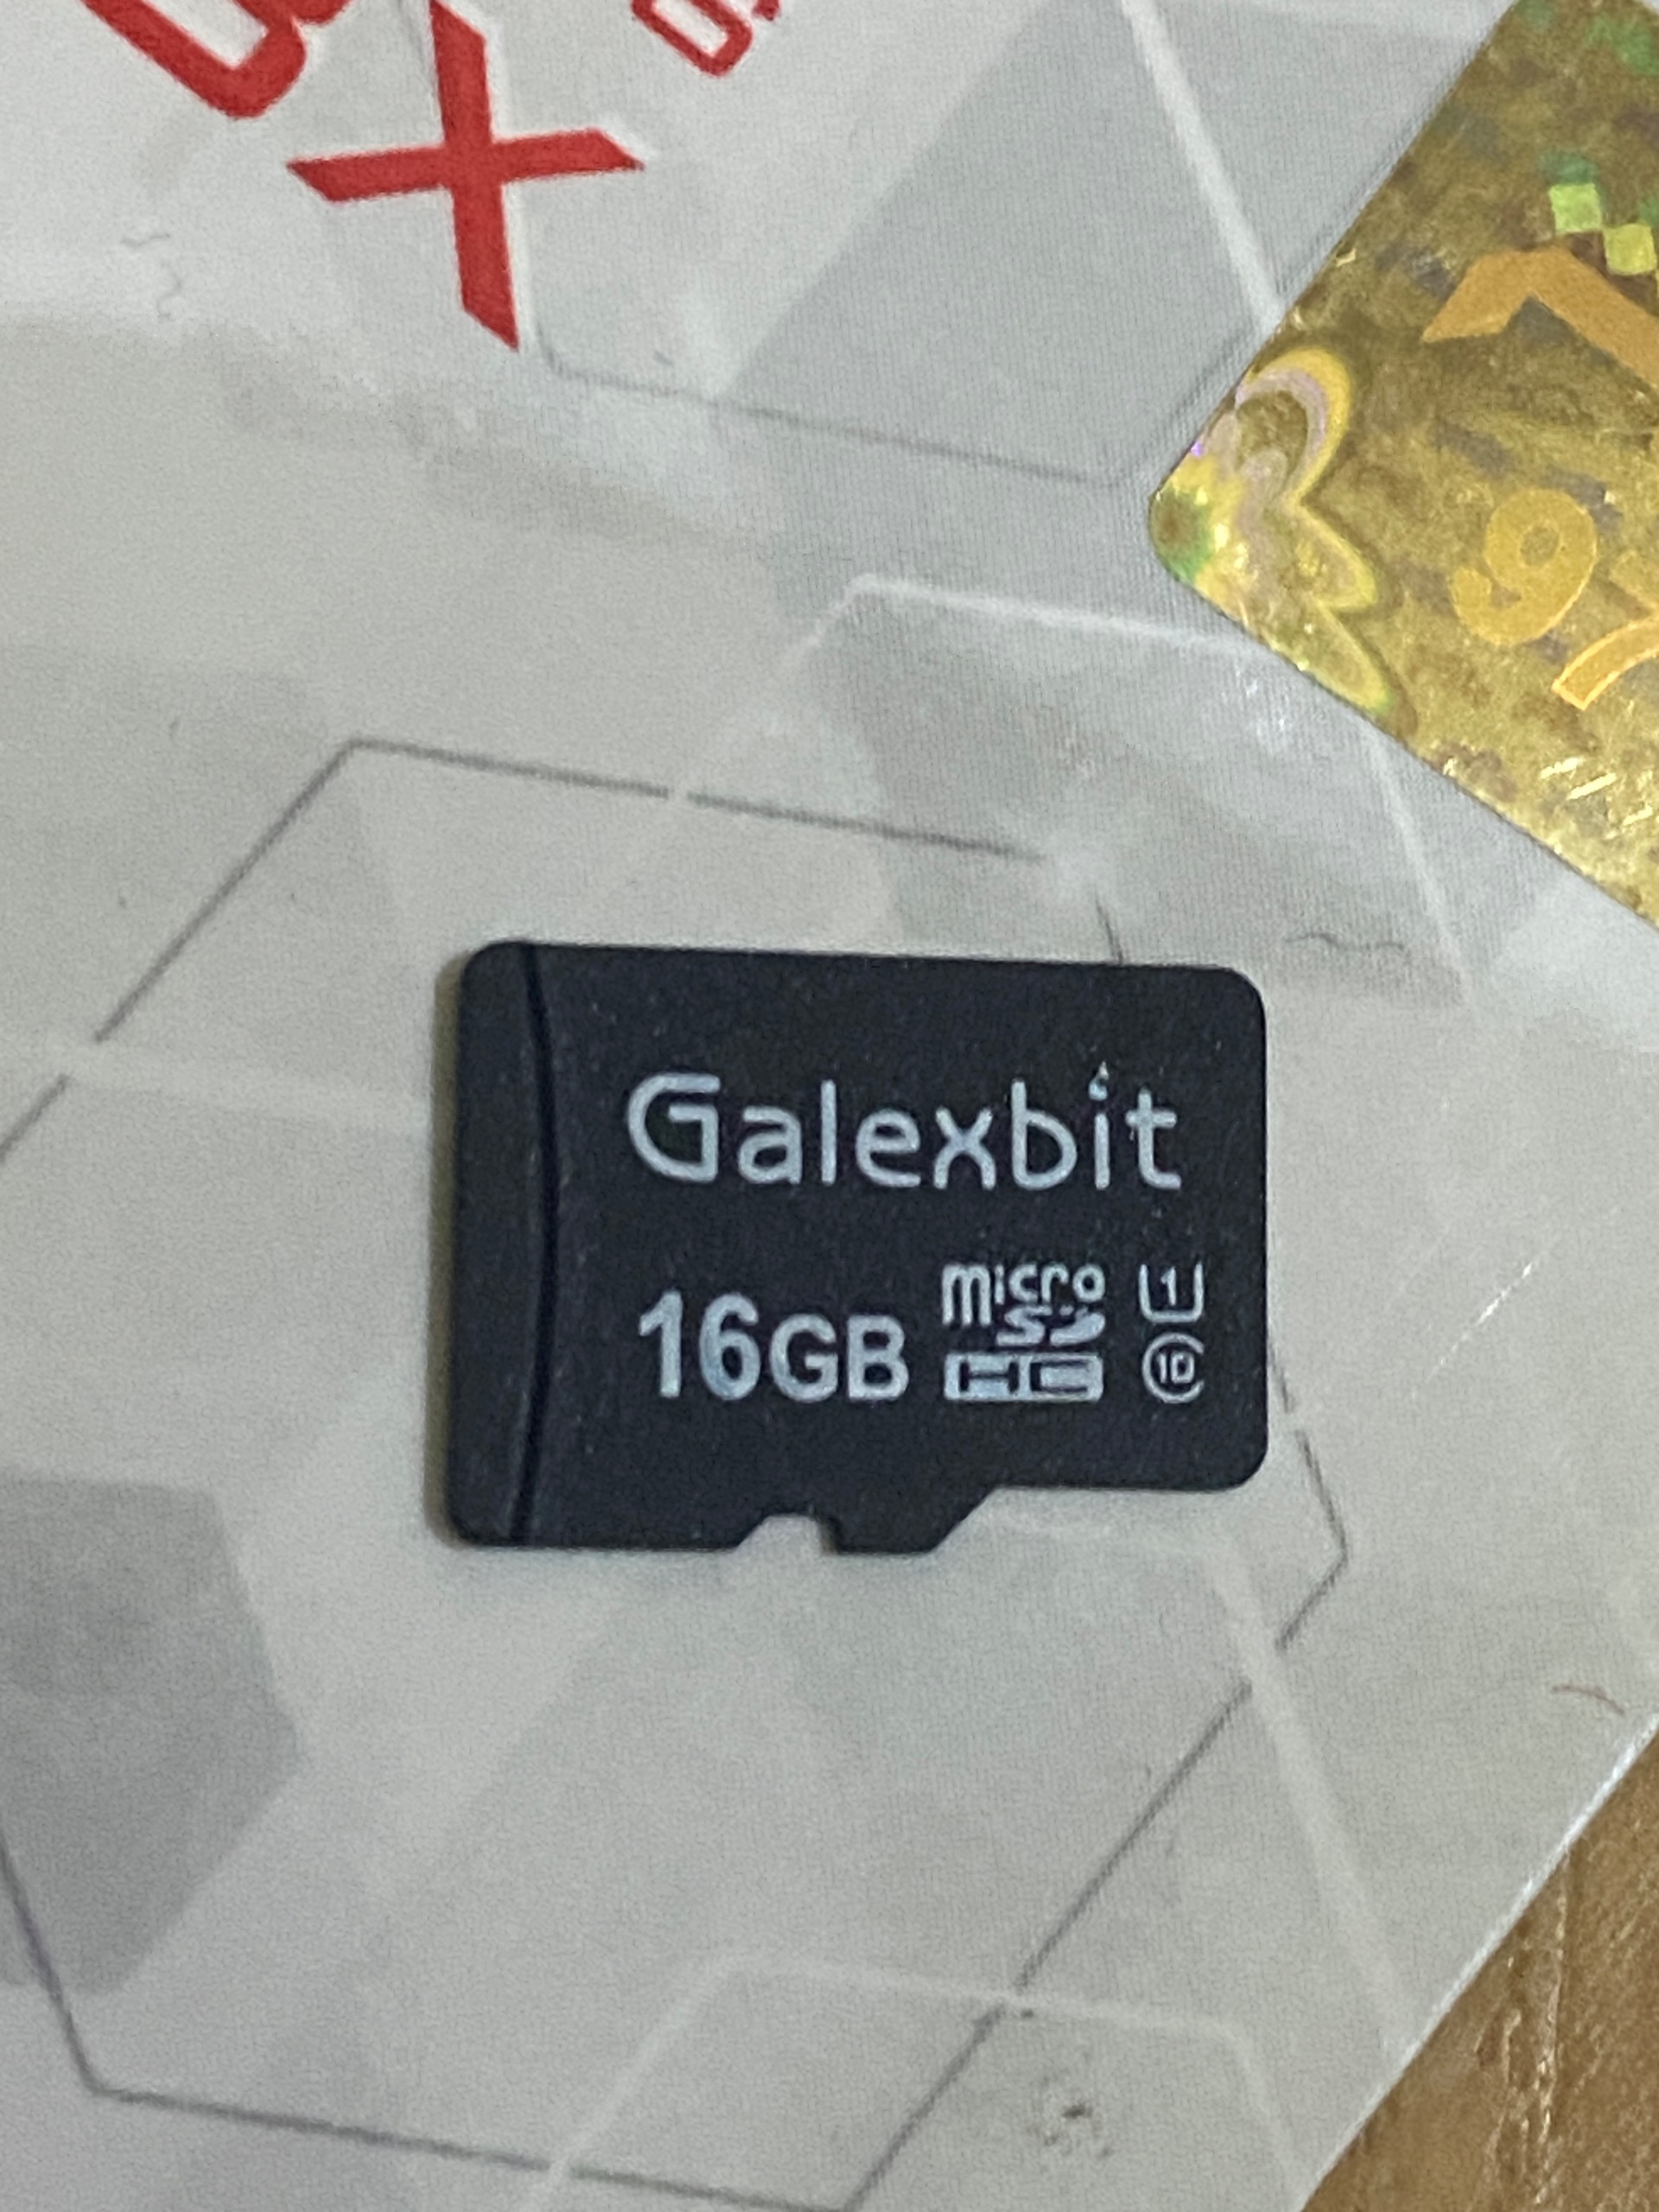 X
Galexbit
16GB micro SD HC U1 10